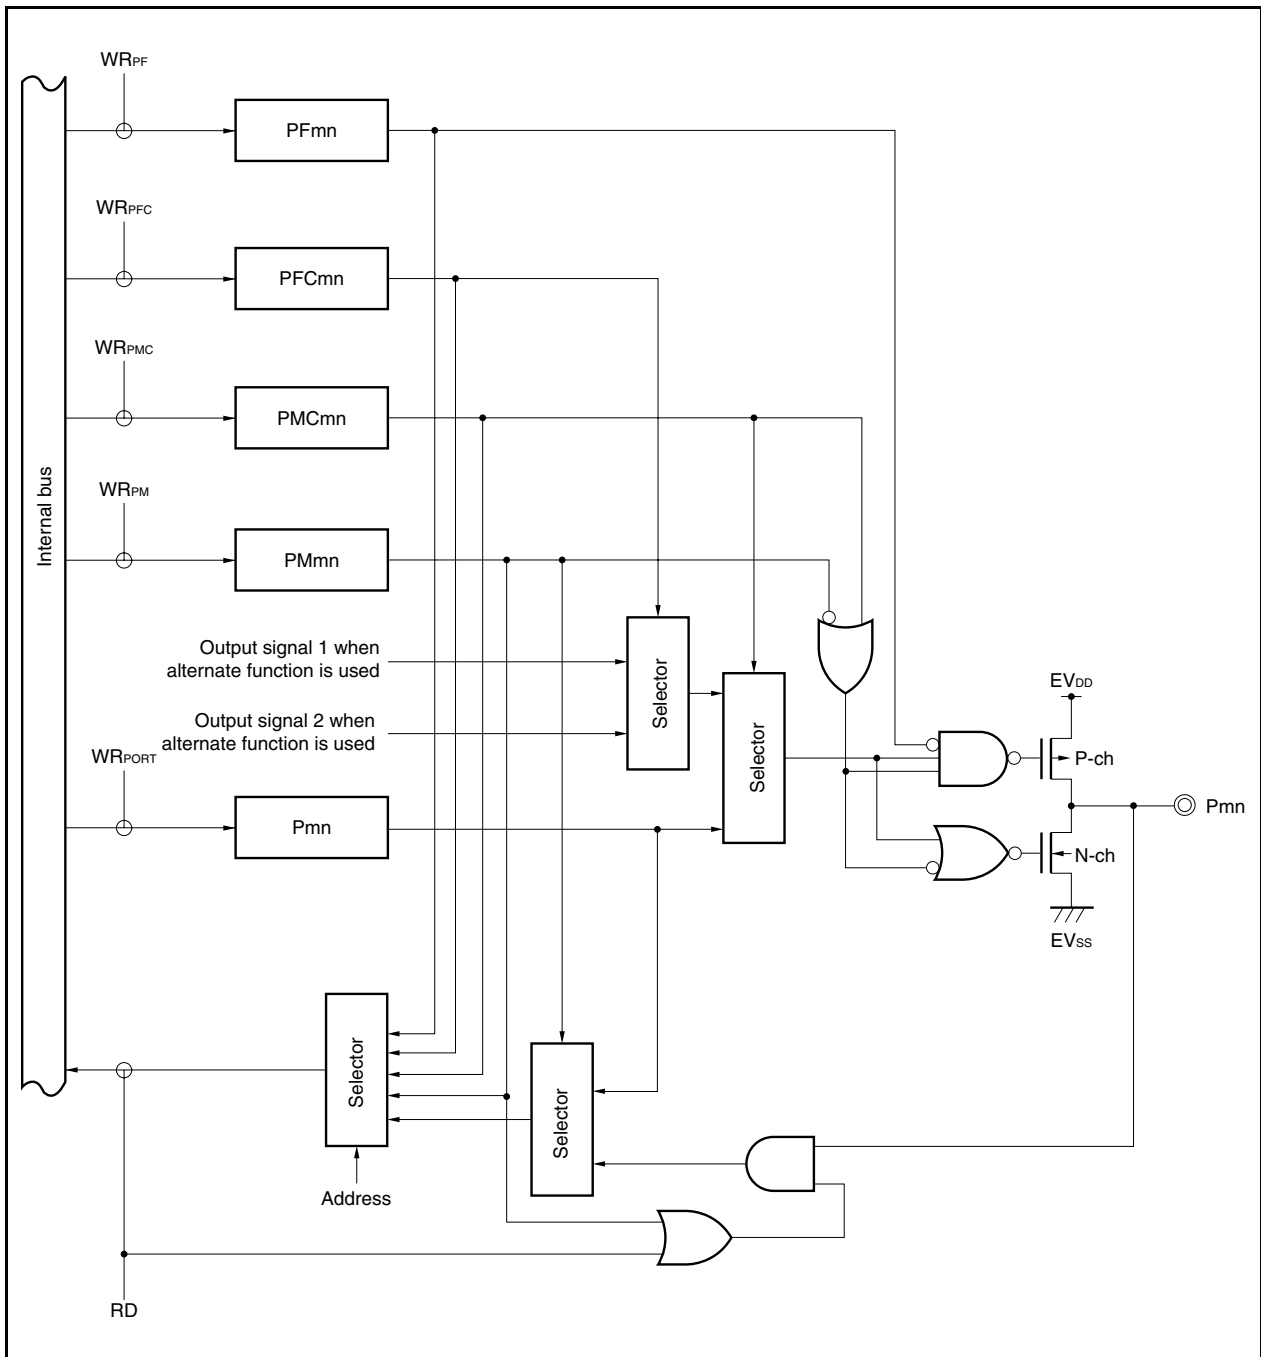 WRPF
PFmn
WRPFC
PFCmn
WRPMC
PMCmn
Internal bus
WRPM
PMmn
Output signal 1 when
alternate function is used
Selector
Output signal 2 when
alternate function is used
Selector
EVDD
P-ch
WRPORT
Pmn
Pmn
N-ch
EVSS
Selector
Selector
Address
RD